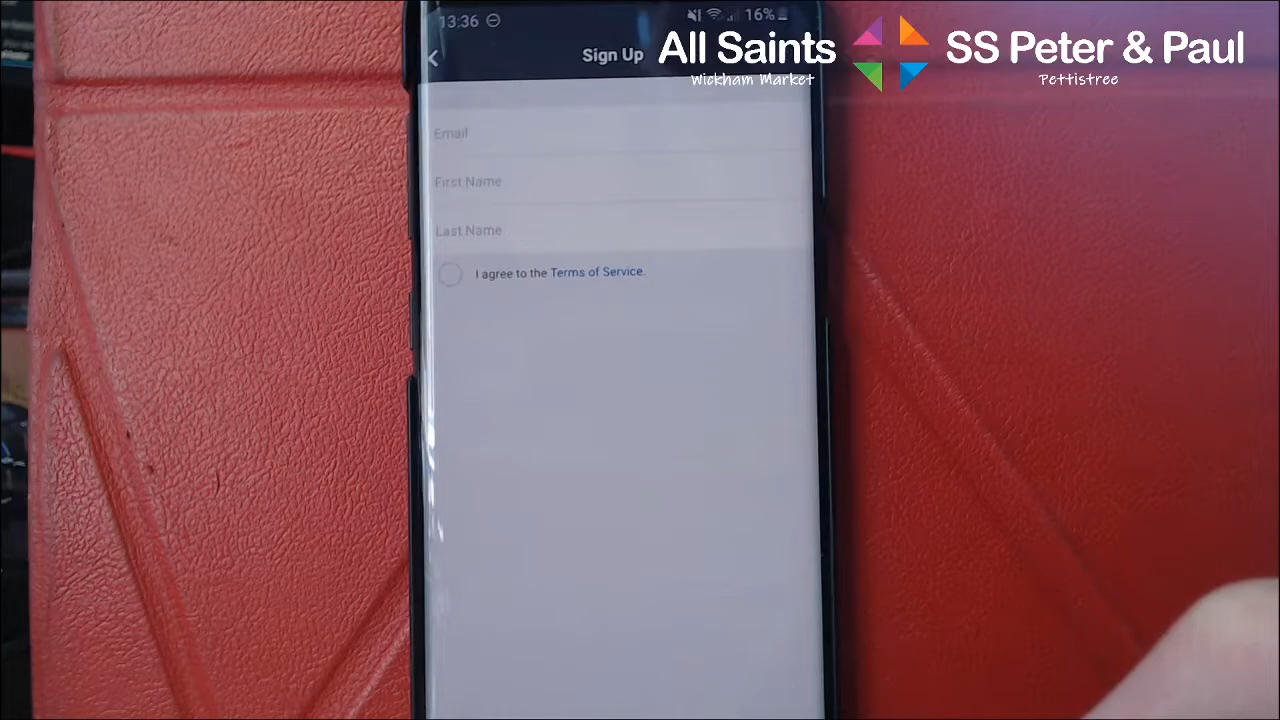 13:36
16%
Sign Up
All Saints
Wickham Market
SS Peter & Paul
Pettistree
Email
First Name
Last Name
I agree to the Terms of Service.